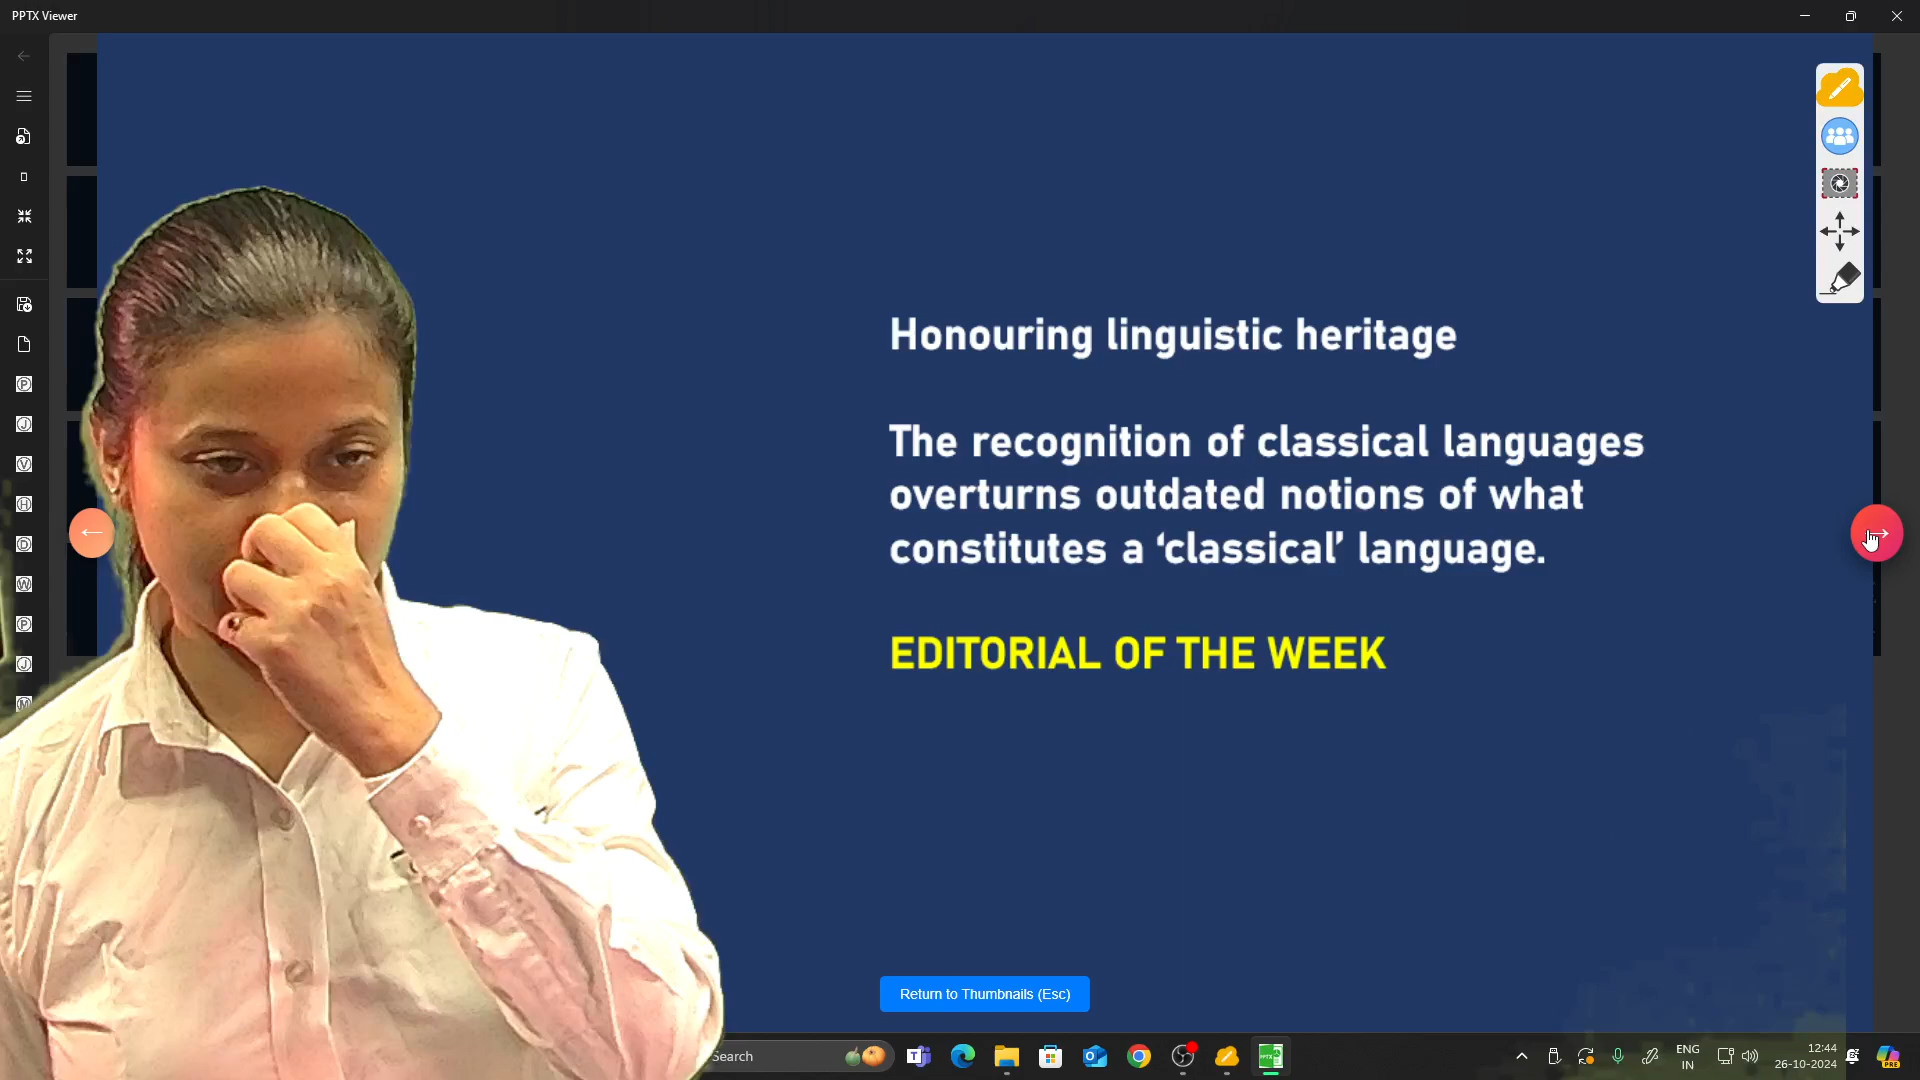 PPTX Viewer
Honouring linguistic heritage
The recognition of classical languages
overturns outdated notions of what
constitutes a ‘classical’ language.
EDITORIAL OF THE WEEK
Return to Thumbnails (Esc)
Search
ENG
IN
12:44
26-10-2024